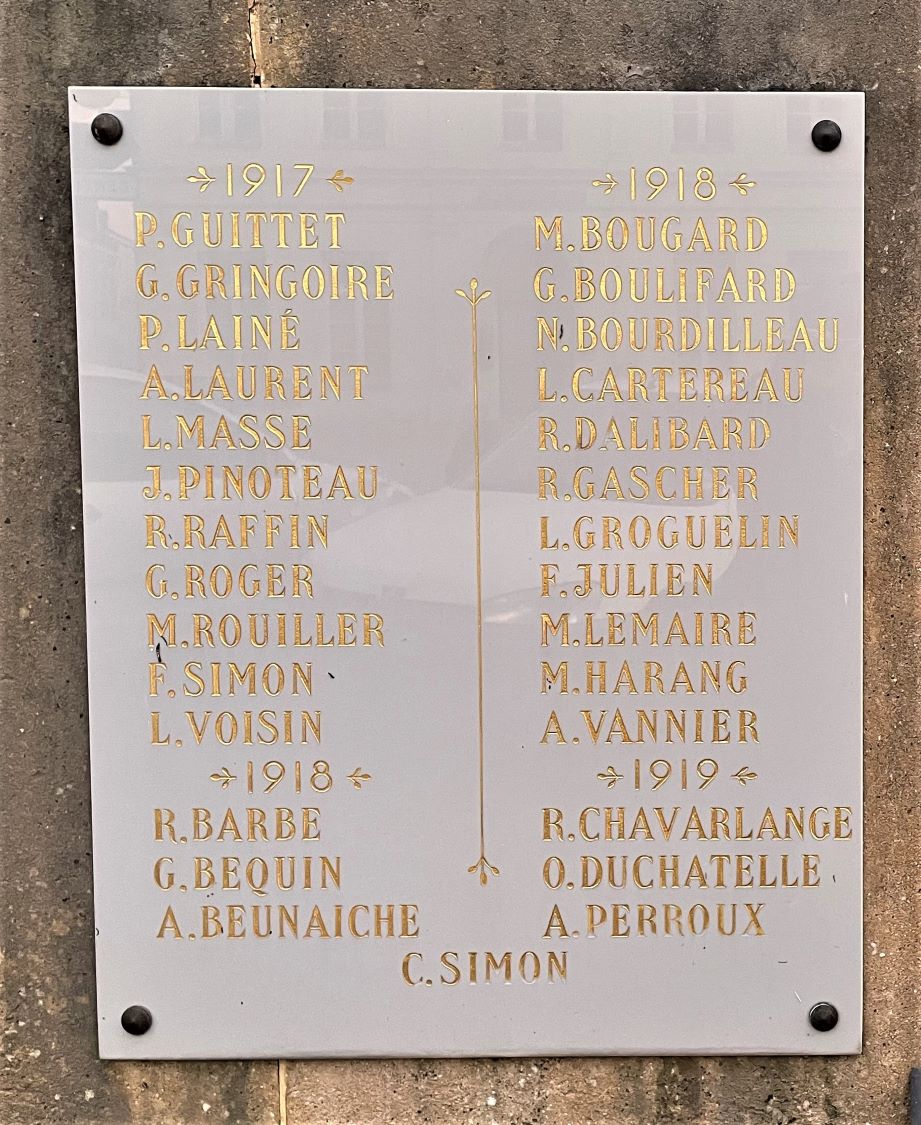 1917
P.GUITTET
G.GRINGOIRE
P.LAINÉ
A.LAURENT
L.MASSE
J.PINOTEAU
R.RAFFIN
G.ROGER
M.ROUILLER
F.SIMON
L.VOISIN
1918
R.BARBE
G.BEQUIN
A.BEUNAICHE
1918
M.BOUGARD
G.BOULIFARD
N.BOURDILLEAU
L.CARTEREAU
R.DALIBARD
R.GASCHER
L.GROGUELIN
F.JULIEN
M.LEMAIRE
M.HARANG
A.VANNIER
1919
R.CHAVARLANGE
O.DUCHATELLE
A.PERROUX
C.SIMON